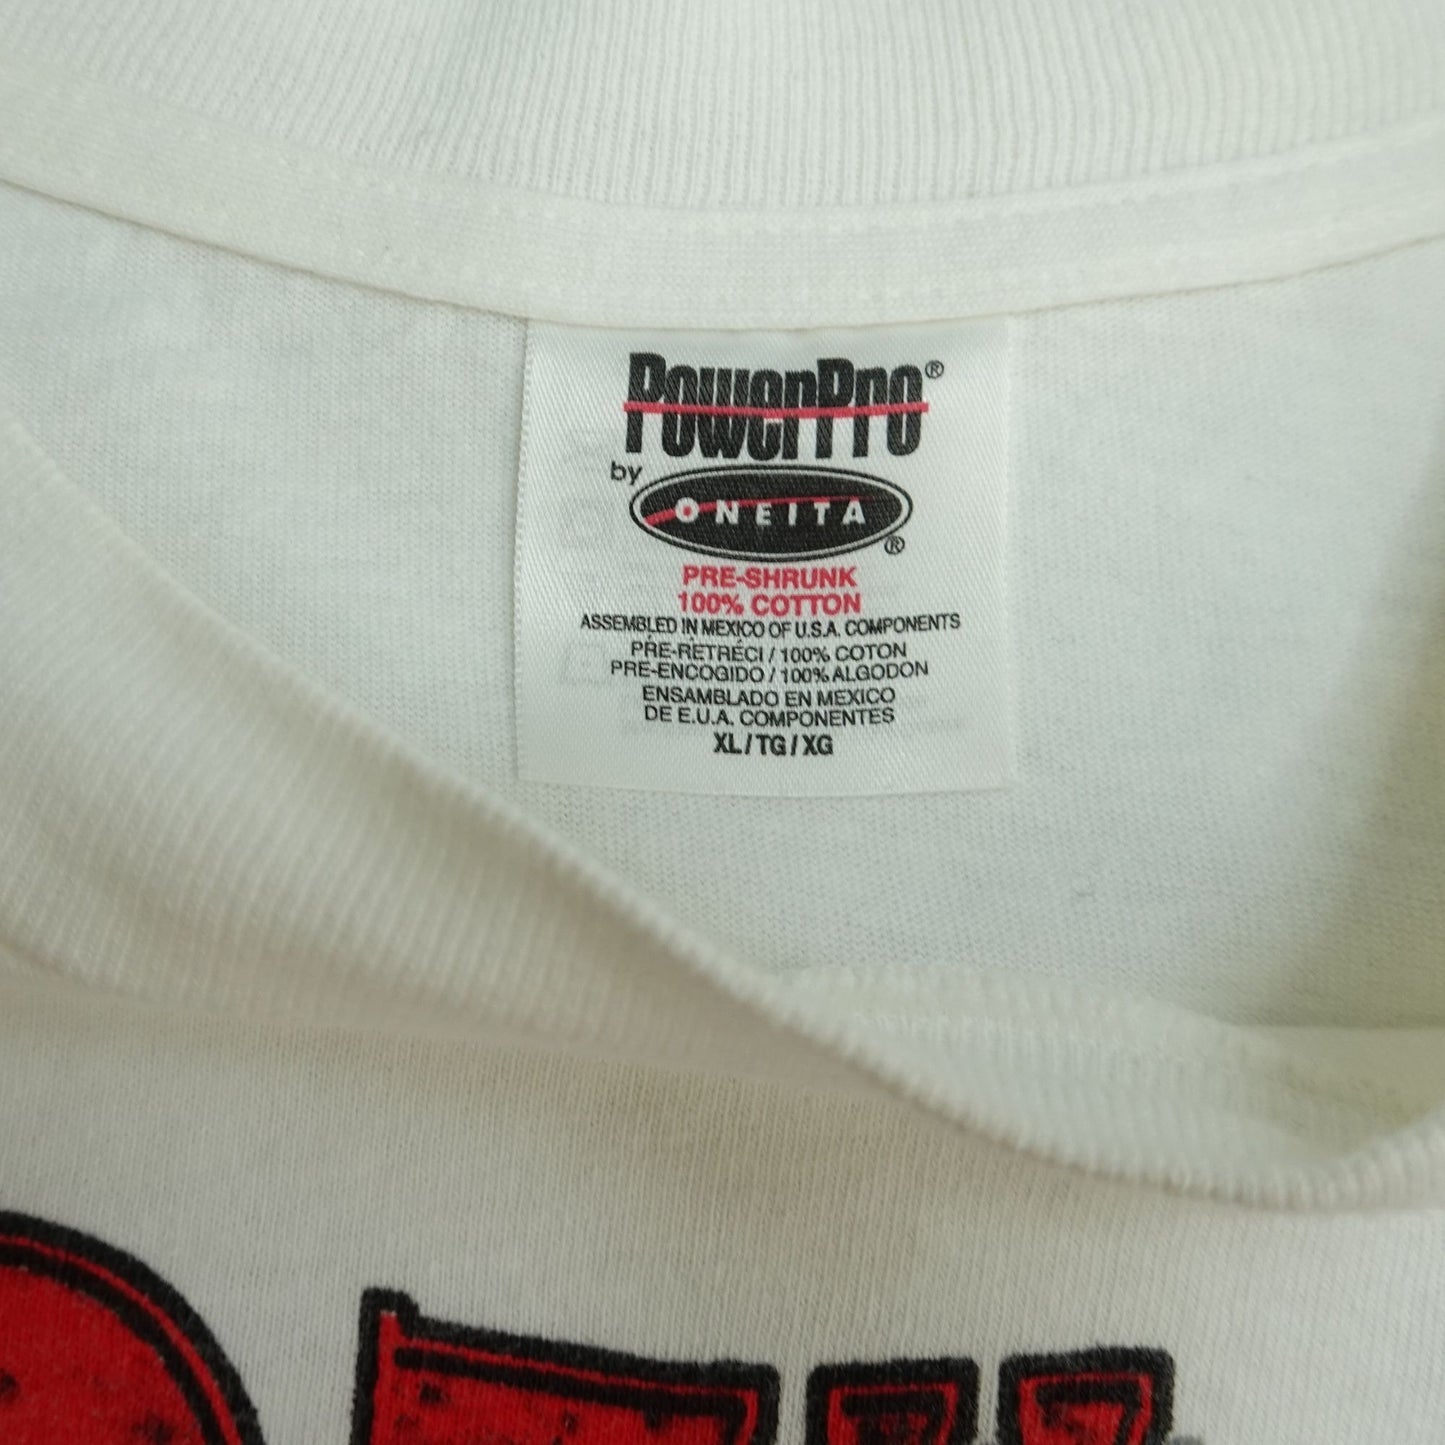 PowerPro®
by ONEITA®
PRE-SHRUNK
100% COTTON
ASSEMBLED IN MEXICO OF U.S.A. COMPONENTS
PRÉ-RÉTRÉCI / 100% COTON
PRE-ENCOGIDO / 100% ALGODON
ENSAMBLADO EN MEXICO
DE E.U.A. COMPONENTES
XL / TG / XG